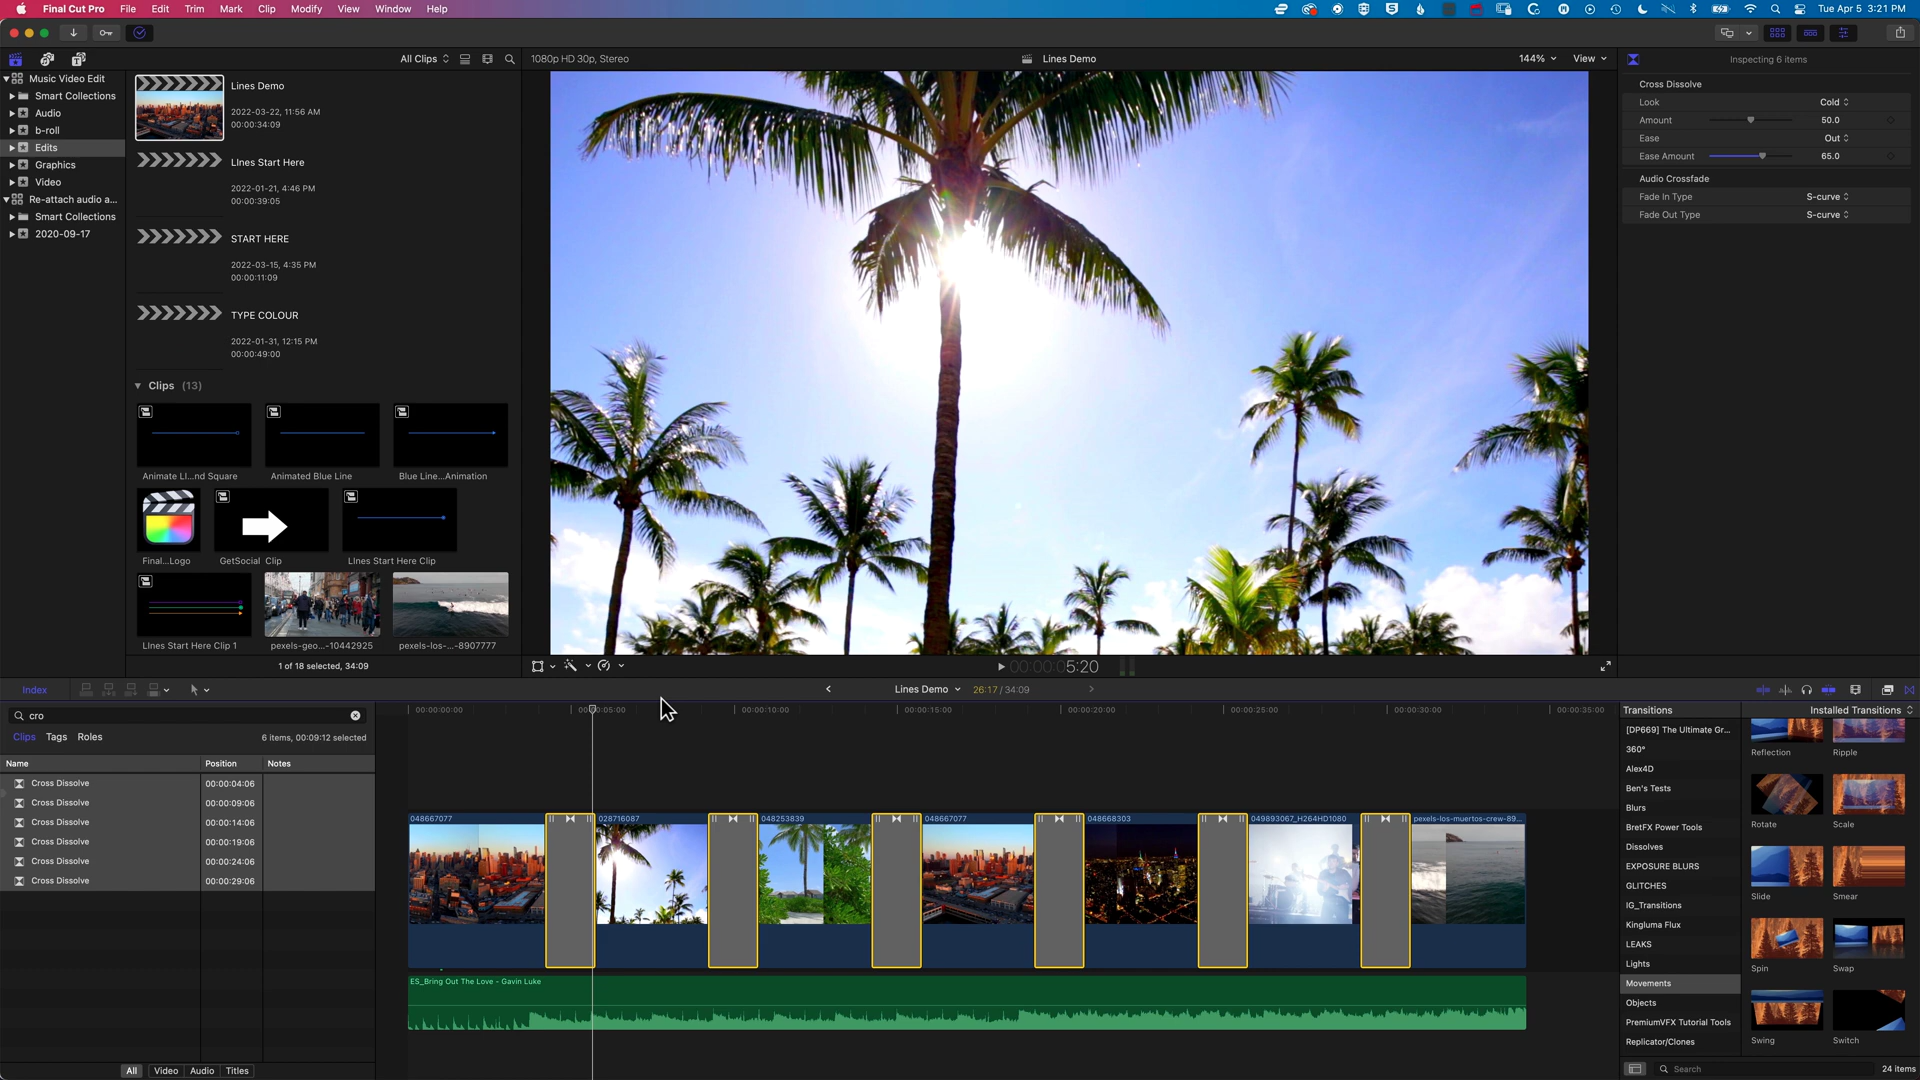 Final Cut Pro File Edit Trim Mark Clip Modify View Window Help
Tue Apr 5 3:21 PM
All Clips
1080p HD 30p, Stereo
Lines Demo
144%
View
Inspecting 6 items
Music Video Edit
Smart Collections
Audio
b-roll
Edits
Graphics
Video
Re-attach audio a...
Smart Collections
2020-09-17
Lines Demo
2022-03-22, 11:56 AM
00:00:34:09
LInes Start Here
2022-01-21, 4:46 PM
00:00:39:05
START HERE
2022-03-15, 4:35 PM
00:00:11:09
TYPE COLOUR
2022-01-31, 12:15 PM
00:00:49:00
Clips (13)
Animate LI...nd Square
Animated Blue Line
Blue Line...Animation
Final...Logo
GetSocial Clip
LInes Start Here Clip
LInes Start Here Clip 1
pexels-geo...-10442925
pexels-los-...-8907777
1 of 18 selected, 34:09
Cross Dissolve
Look Cold
Amount 50.0
Ease Out
Ease Amount 65.0
Audio Crossfade
Fade In Type S-curve
Fade Out Type S-curve
00:00:05:20
Index
Lines Demo
26:17 / 34:09
cro
Clips Tags Roles
6 items, 00:09:12 selected
Name Position Notes
Cross Dissolve 00:00:04:06
Cross Dissolve 00:00:09:06
Cross Dissolve 00:00:14:06
Cross Dissolve 00:00:19:06
Cross Dissolve 00:00:24:06
Cross Dissolve 00:00:29:06
All Video Audio Titles
00:00:00:00 00:00:05:00 00:00:10:00 00:00:15:00 00:00:20:00 00:00:25:00 00:00:30:00 00:00:35:00
048667077
028716087
048253839
048667077
048668303
049893067_H264HD1080
pexels-los-muertos-crew-89...
ES_Bring Out The Love - Gavin Luke
Transitions
Installed Transitions
[DP669] The Ultimate Gr...
360°
Alex4D
Ben's Tests
Blurs
BretFX Power Tools
Dissolves
EXPOSURE BLURS
GLITCHES
IG_Transitions
Kingluma Flux
LEAKS
Lights
Movements
Objects
PremiumVFX Tutorial Tools
Replicator/Clones
Reflection
Ripple
Rotate
Scale
Slide
Smear
Spin
Swap
Swing
Switch
Search
24 items